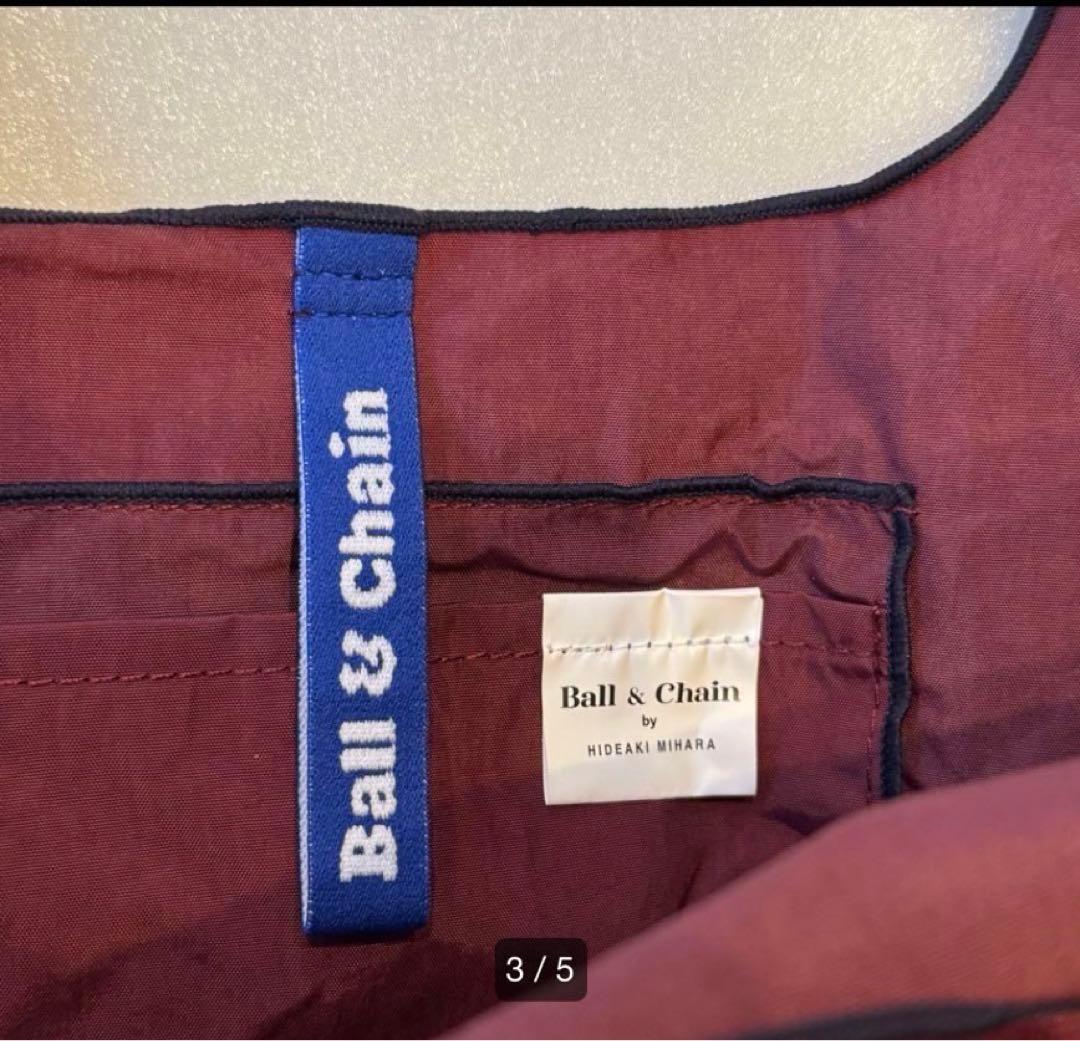 Ball & Chain
Ball & Chain
by
HIDEAKI MIHARA
3 / 5